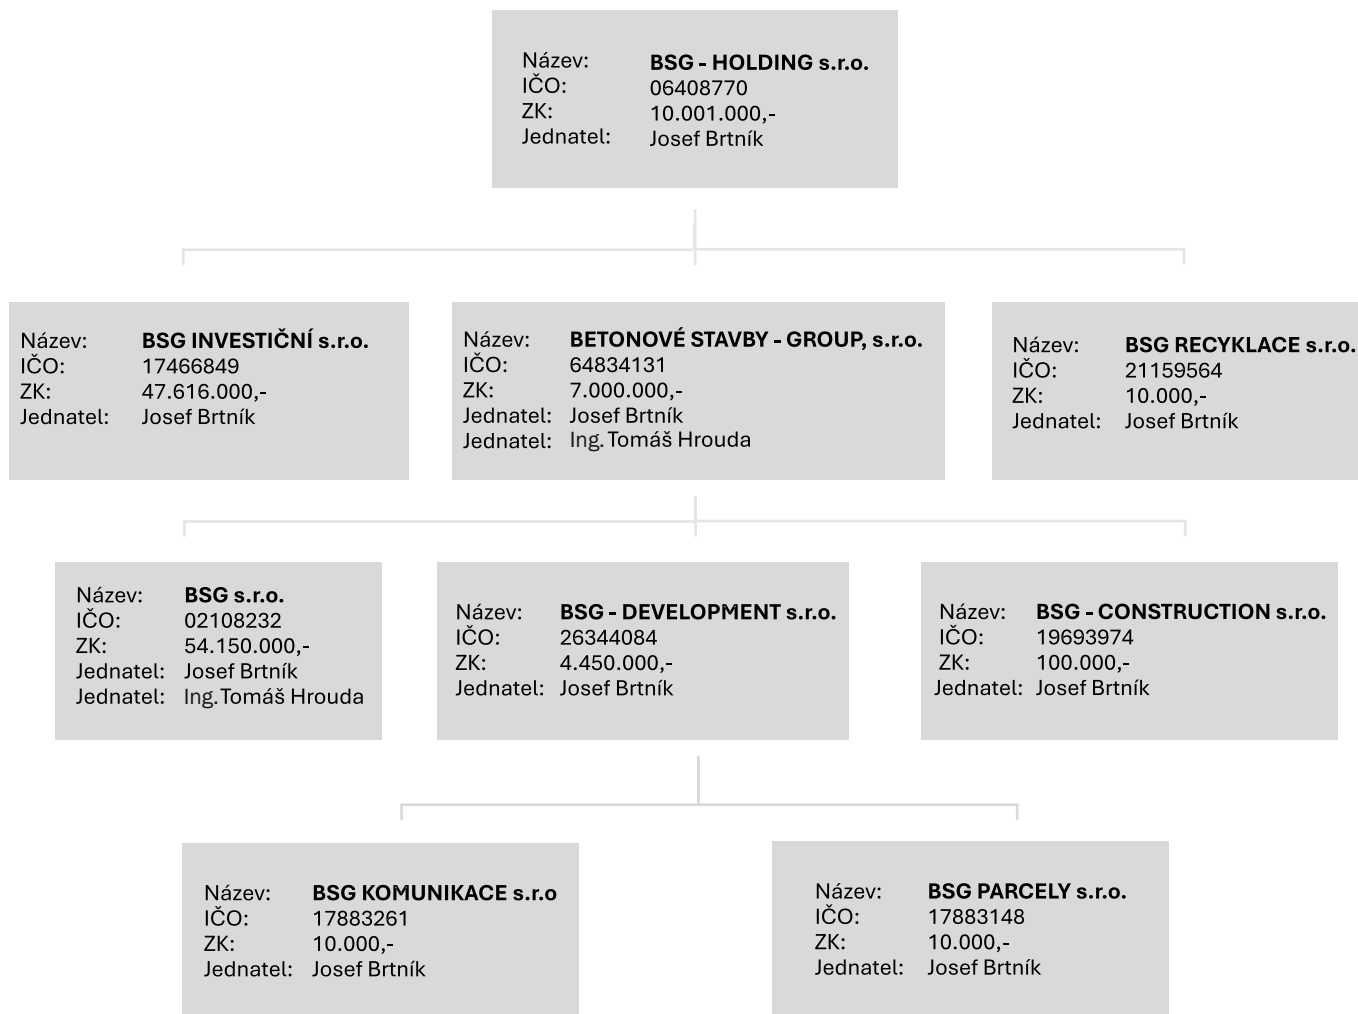 Název: BSG - HOLDING s.r.o.
IČO: 06408770
ZK: 10.001.000,-
Jednatel: Josef Brtník
Název: BSG INVESTIČNÍ s.r.o.
IČO: 17466849
ZK: 47.616.000,-
Jednatel: Josef Brtník
Název: BETONOVÉ STAVBY - GROUP, s.r.o.
IČO: 64834131
ZK: 7.000.000,-
Jednatel: Josef Brtník
Jednatel: Ing. Tomáš Hrouda
Název: BSG RECYKLACE s.r.o.
IČO: 21159564
ZK: 10.000,-
Jednatel: Josef Brtník
Název: BSG s.r.o.
IČO: 02108232
ZK: 54.150.000,-
Jednatel: Josef Brtník
Jednatel: Ing. Tomáš Hrouda
Název: BSG - DEVELOPMENT s.r.o.
IČO: 26344084
ZK: 4.450.000,-
Jednatel: Josef Brtník
Název: BSG - CONSTRUCTION s.r.o.
IČO: 19693974
ZK: 100.000,-
Jednatel: Josef Brtník
Název: BSG KOMUNIKACE s.r.o
IČO: 17883261
ZK: 10.000,-
Jednatel: Josef Brtník
Název: BSG PARCELY s.r.o.
IČO: 17883148
ZK: 10.000,-
Jednatel: Josef Brtník